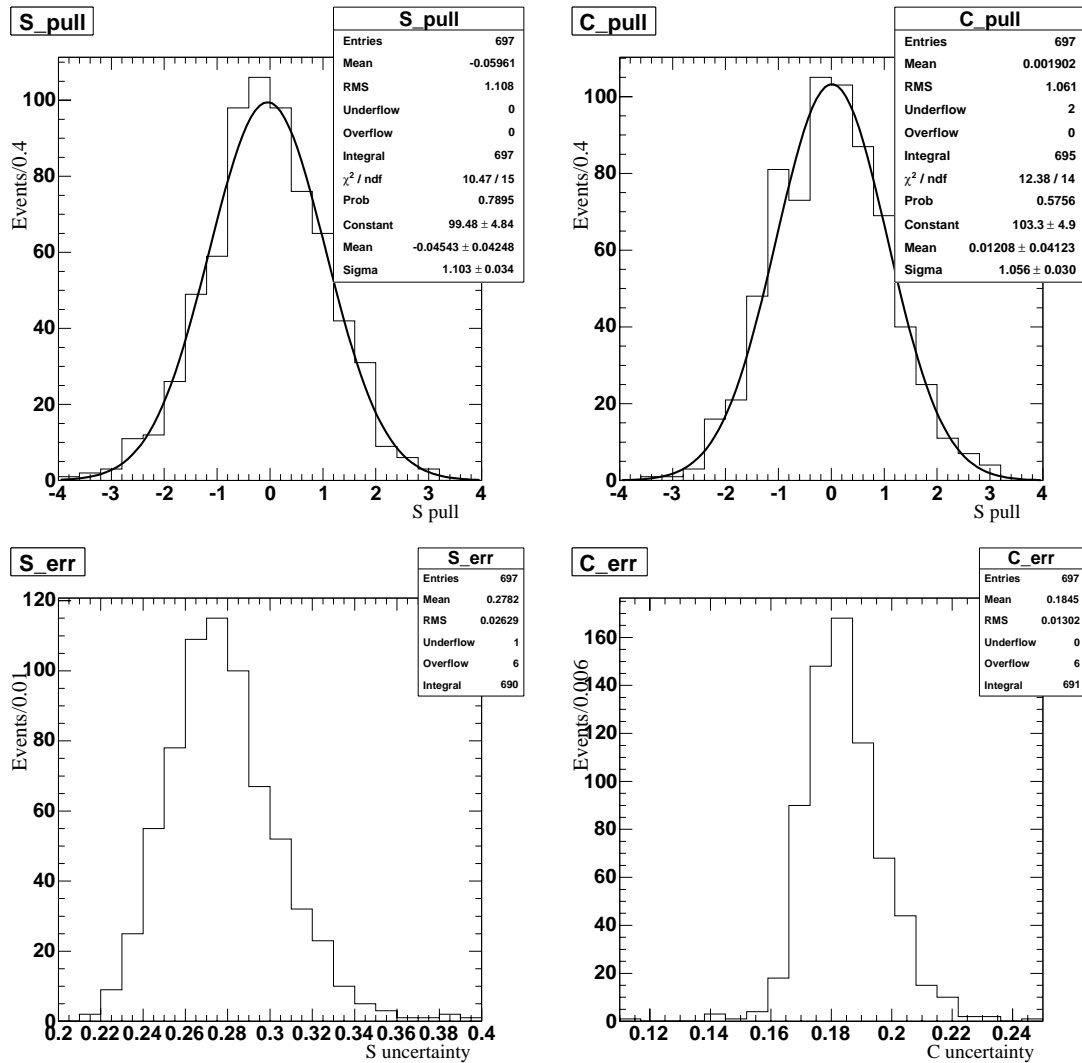 S_pull
S_pull
Entries 697
Mean -0.05961
RMS 1.108
Underflow 0
Overflow 0
Integral 697
χ² / ndf 10.47 / 15
Prob 0.7895
Constant 99.48 ± 4.84
Mean -0.04543 ± 0.04248
Sigma 1.103 ± 0.034
Events/0.4
100
80
60
40
20
0
-4 -3 -2 -1 0 1 2 3 4
S pull
C_pull
C_pull
Entries 697
Mean 0.001902
RMS 1.061
Underflow 2
Overflow 0
Integral 695
χ² / ndf 12.38 / 14
Prob 0.5756
Constant 103.3 ± 4.9
Mean 0.01208 ± 0.04123
Sigma 1.056 ± 0.030
Events/0.4
100
80
60
40
20
0
-4 -3 -2 -1 0 1 2 3 4
S pull
S_err
S_err
Entries 697
Mean 0.2782
RMS 0.02629
Underflow 1
Overflow 6
Integral 690
Events/0.01
120
100
80
60
40
20
0
0.2 0.22 0.24 0.26 0.28 0.3 0.32 0.34 0.36 0.38 0.4
S uncertainty
C_err
C_err
Entries 697
Mean 0.1845
RMS 0.01302
Underflow 0
Overflow 6
Integral 691
Events/0.006
160
140
120
100
80
60
40
20
0
0.12 0.14 0.16 0.18 0.2 0.22 0.24
C uncertainty